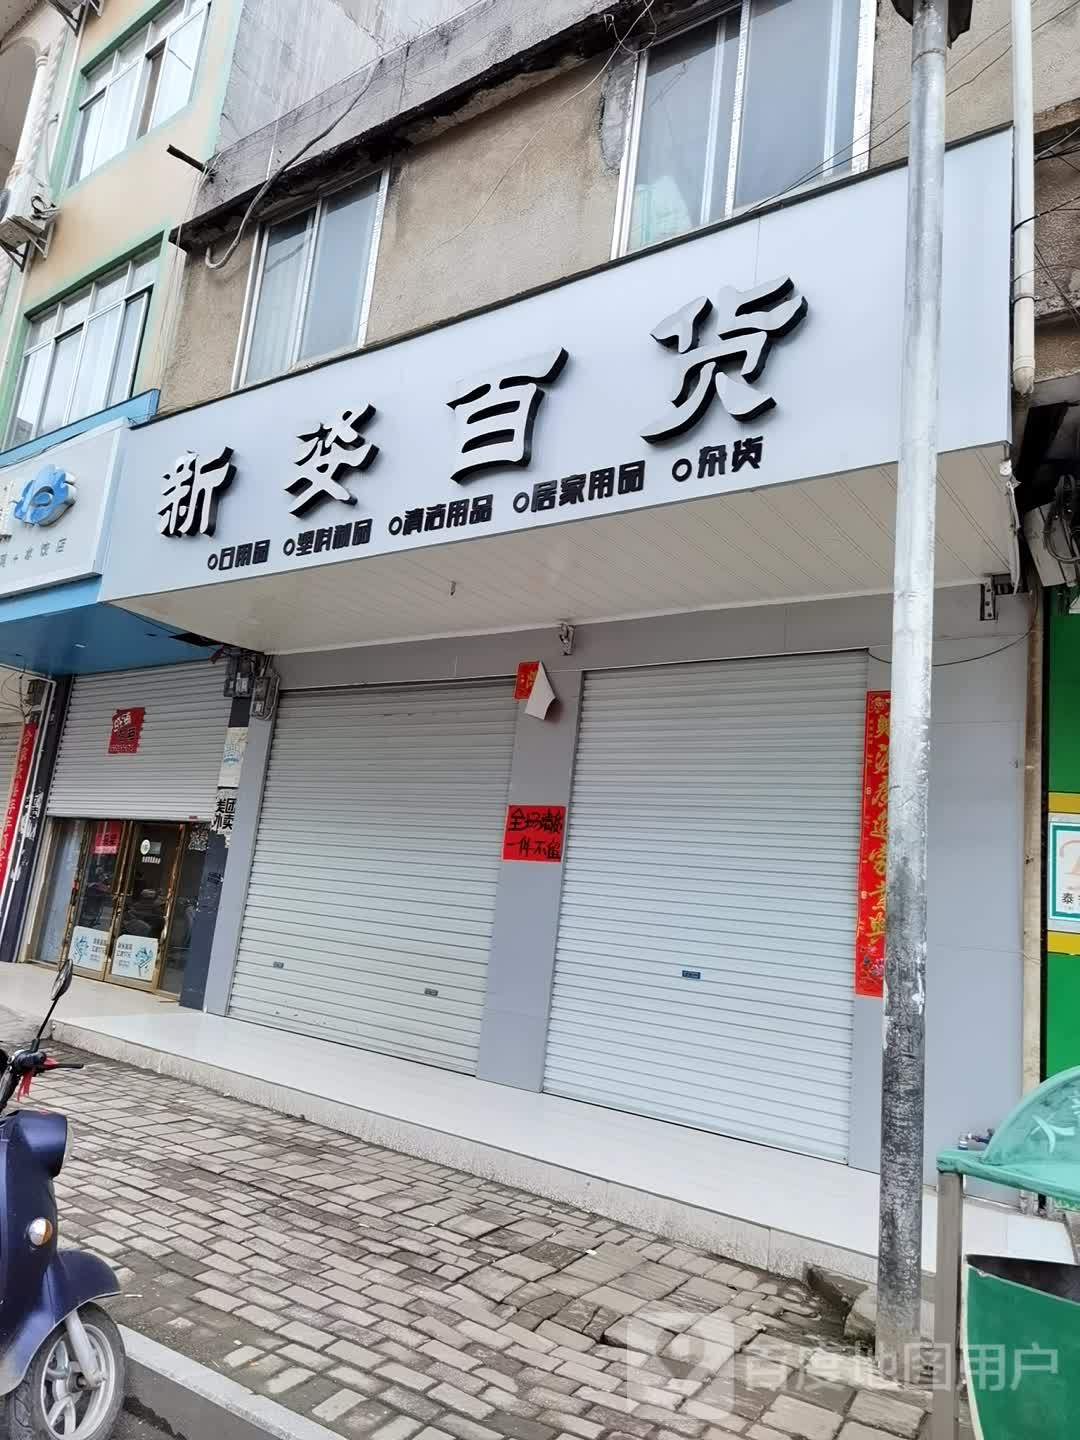 新姿百货
日用品 塑料制品 清洁用品 居家用品 杂货
全场清货
一件不留
美团
外卖
泰
百度地图用户